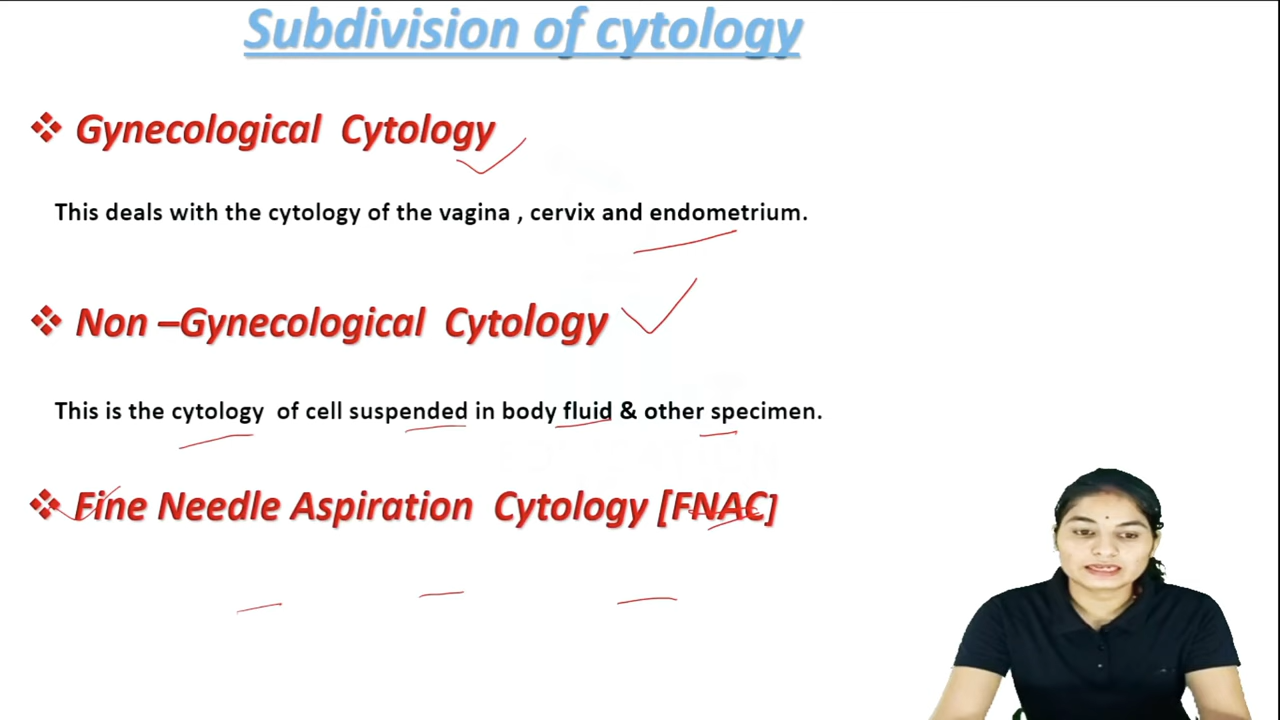 Subdivision of cytology
❖ Gynecological Cytology
This deals with the cytology of the vagina , cervix and endometrium.
❖ Non –Gynecological Cytology
This is the cytology of cell suspended in body fluid & other specimen.
❖ Fine Needle Aspiration Cytology [FNAC]